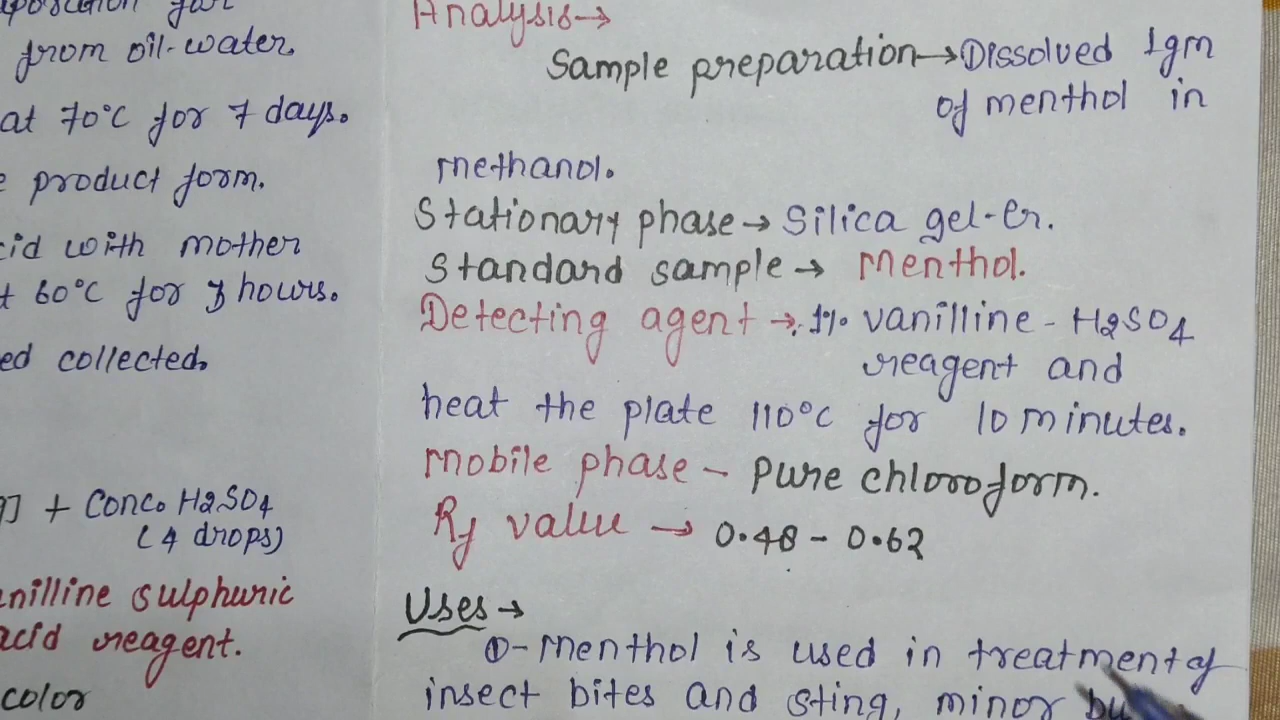 from oil-water.
at 70°C for 7 days.
product form.
with mother
60°C for 3 hours.
collected.
+ Conc. H2SO4
(4 drops)
sulphuric
acid reagent.
color
Analysis→
Sample preparation→Dissolved 1gm
of menthol in
methanol.
Stationary phase→ Silica gel-Gr.
Standard sample→ Menthol.
Detecting agent→ 1% vanilline - H2SO4
reagent and
heat the plate 110°C for 10 minutes.
Mobile phase - Pure chloroform.
Rf value → 0.48 - 0.62
Uses→
①-Menthol is used in treatment of
insect bites and sting, minor